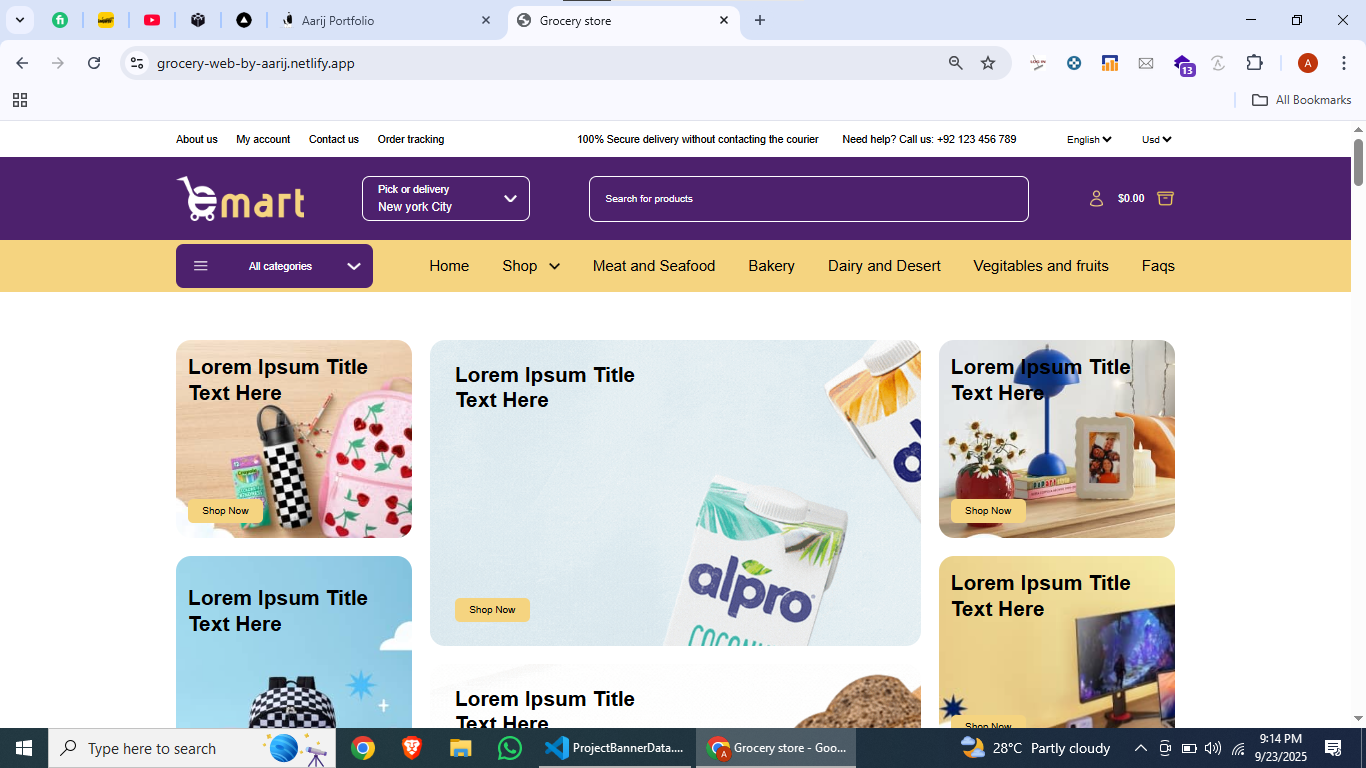 Aarij Portfolio
Grocery store
grocery-web-by-aarij.netlify.app
LOG IN
13
A
All Bookmarks
About us
My account
Contact us
Order tracking
100% Secure delivery without contacting the courier
Need help? Call us: +92 123 456 789
English
Usd
emart
Pick or delivery
New york City
Search for products
$0.00
All categories
Home
Shop
Meat and Seafood
Bakery
Dairy and Desert
Vegitables and fruits
Faqs
Lorem Ipsum Title
Text Here
Crayola
Shop Now
Lorem Ipsum Title
Text Here
alpro
COCONU
Shop Now
Lorem Ipsum Title
Text Here
Shop Now
Lorem Ipsum Title
Text Here
Lorem Ipsum Title
Text Here
Lorem Ipsum Title
Text Here
Shop Now
Type here to search
ProjectBannerData....
Grocery store - Goo...
28°C Partly cloudy
9:14 PM
9/23/2025